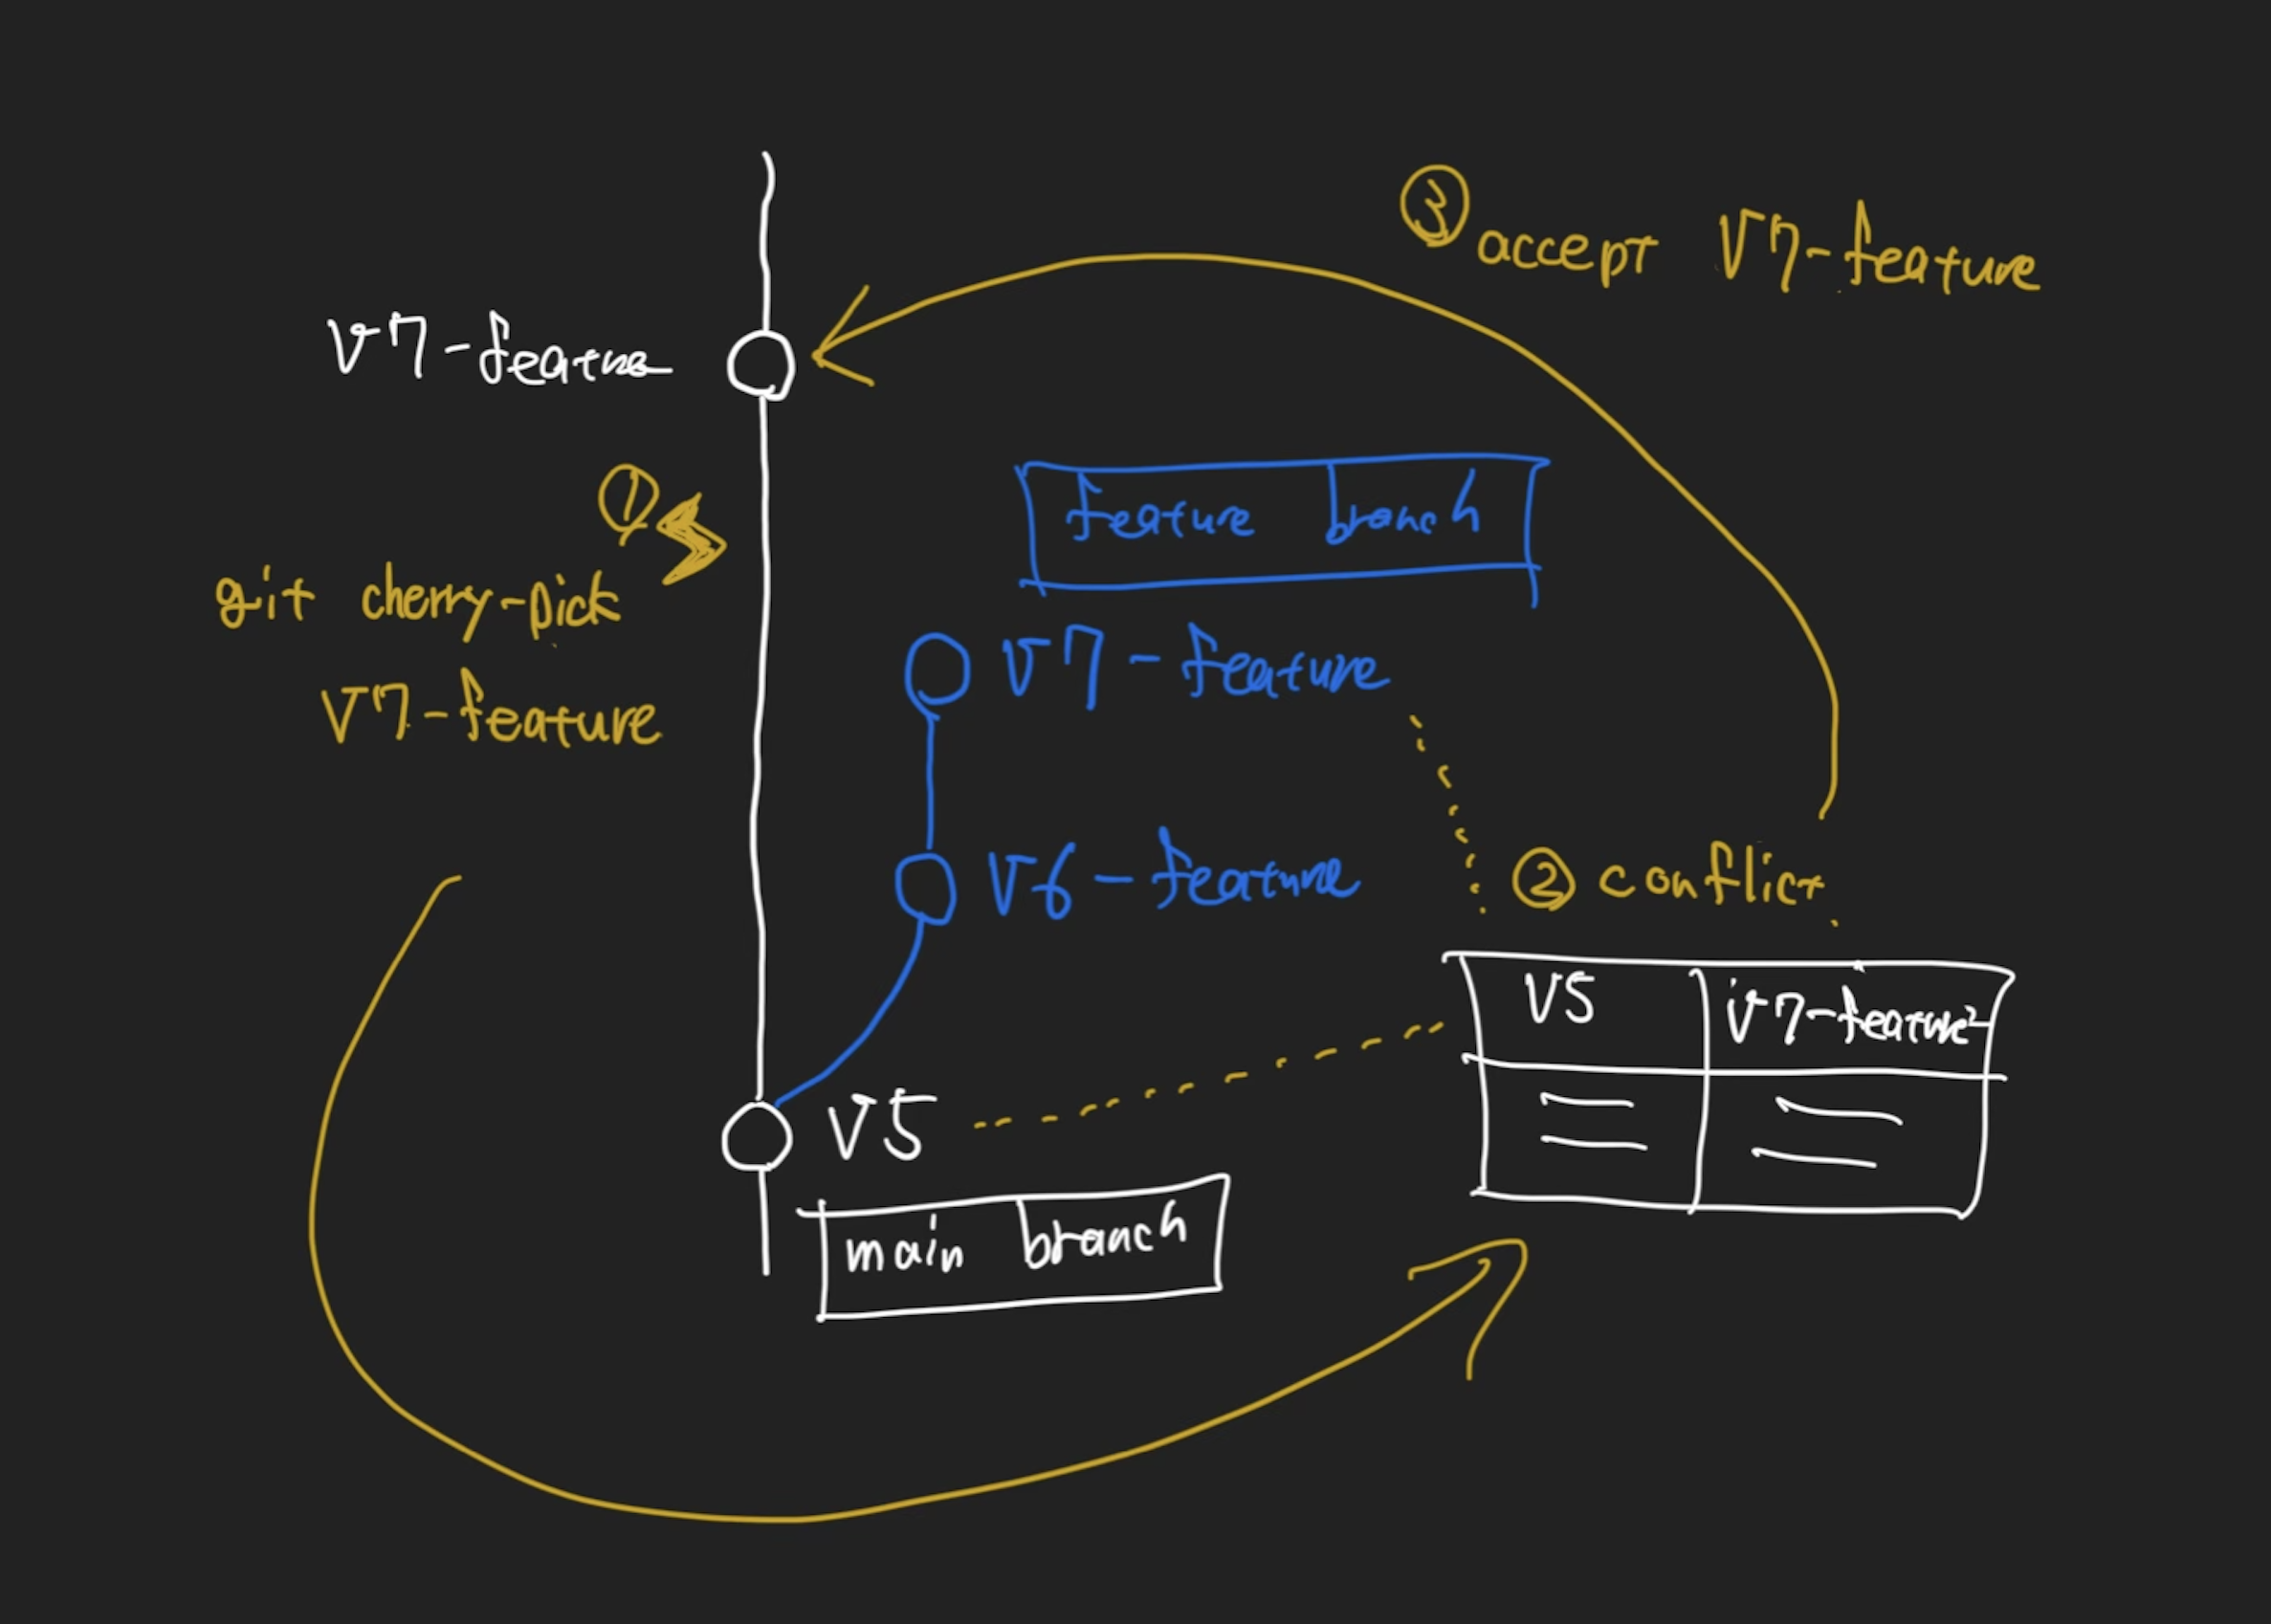 ③ accept V7-feature
V7-feature
①
git cherry-pick
V7-feature
feature branch
V7-feature
V6-feature
② conflict
V5 V7-feature
V5
main branch